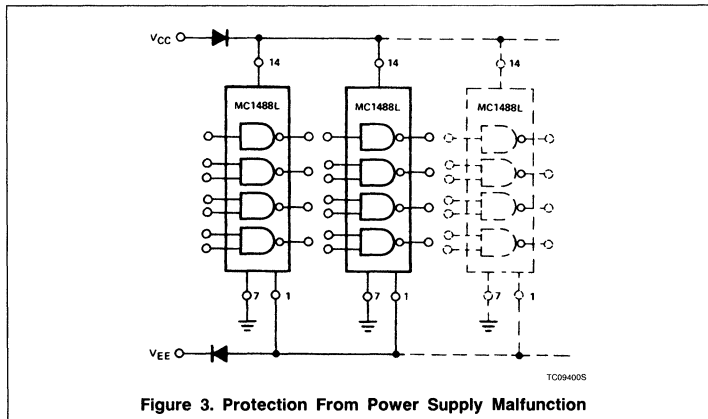 VCC
14
14
14
MC1488L
MC1488L
MC1488L
7
1
7
1
7
1
VEE
TC09400S
Figure 3. Protection From Power Supply Malfunction